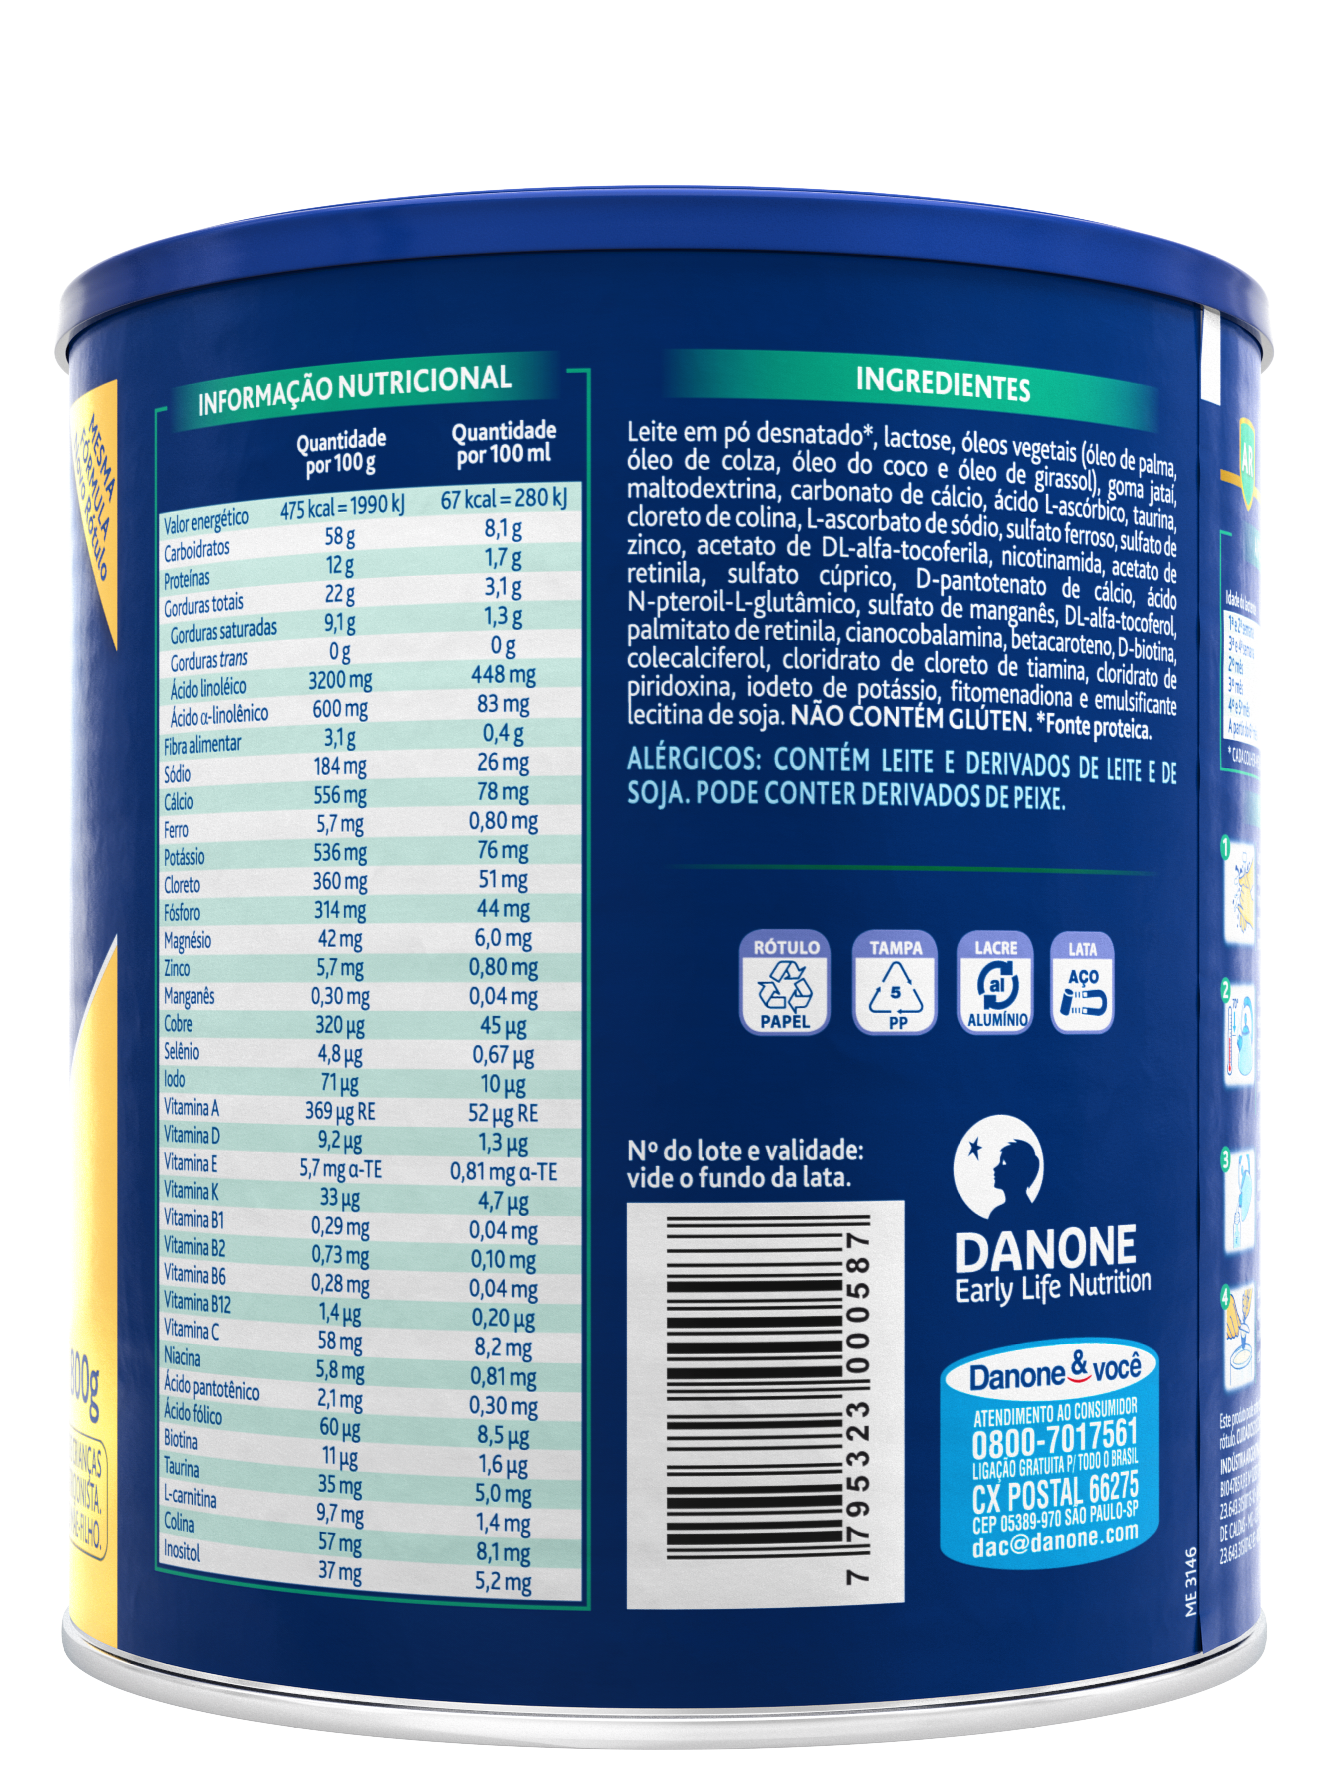 MESMA
FÓRMULA
NOVO RÓTULO
800g
INFORMAÇÃO NUTRICIONAL
Quantidade por 100 g Quantidade por 100 ml
Valor energético 475 kcal = 1990 kJ 67 kcal = 280 kJ
Carboidratos 58 g 8,1 g
Proteínas 12 g 1,7 g
Gorduras totais 22 g 3,1 g
Gorduras saturadas 9,1 g 1,3 g
Gorduras trans 0 g 0 g
Ácido linoléico 3200 mg 448 mg
Ácido α-linolênico 600 mg 83 mg
Fibra alimentar 3,1 g 0,4 g
Sódio 184 mg 26 mg
Cálcio 556 mg 78 mg
Ferro 5,7 mg 0,80 mg
Potássio 536 mg 76 mg
Cloreto 360 mg 51 mg
Fósforo 314 mg 44 mg
Magnésio 42 mg 6,0 mg
Zinco 5,7 mg 0,80 mg
Manganês 0,30 mg 0,04 mg
Cobre 320 µg 45 µg
Selênio 4,8 µg 0,67 µg
Iodo 71 µg 10 µg
Vitamina A 369 µg RE 52 µg RE
Vitamina D 9,2 µg 1,3 µg
Vitamina E 5,7 mg α-TE 0,81 mg α-TE
Vitamina K 33 µg 4,7 µg
Vitamina B1 0,29 mg 0,04 mg
Vitamina B2 0,73 mg 0,10 mg
Vitamina B6 0,28 mg 0,04 mg
Vitamina B12 1,4 µg 0,20 µg
Vitamina C 58 mg 8,2 mg
Niacina 5,8 mg 0,81 mg
Ácido pantotênico 2,1 mg 0,30 mg
Ácido fólico 60 µg 8,5 µg
Biotina 11 µg 1,6 µg
Taurina 35 mg 5,0 mg
L-carnitina 9,7 mg 1,4 mg
Colina 57 mg 8,1 mg
Inositol 37 mg 5,2 mg
INGREDIENTES
Leite em pó desnatado*, lactose, óleos vegetais (óleo de palma,
óleo de colza, óleo do coco e óleo de girassol), goma jataí,
maltodextrina, carbonato de cálcio, ácido L-ascórbico, taurina,
cloreto de colina, L-ascorbato de sódio, sulfato ferroso, sulfato de
zinco, acetato de DL-alfa-tocoferila, nicotinamida, acetato de
retinila, sulfato cúprico, D-pantotenato de cálcio, ácido
N-pteroil-L-glutâmico, sulfato de manganês, DL-alfa-tocoferol,
palmitato de retinila, cianocobalamina, betacaroteno, D-biotina,
colecalciferol, cloridrato de cloreto de tiamina, cloridrato de
piridoxina, iodeto de potássio, fitomenadiona e emulsificante
lecitina de soja. NÃO CONTÉM GLÚTEN. *Fonte proteica.
ALÉRGICOS: CONTÉM LEITE E DERIVADOS DE LEITE E DE
SOJA. PODE CONTER DERIVADOS DE PEIXE.
RÓTULO TAMPA LACRE LATA
5 al AÇO
PAPEL PP ALUMÍNIO
Nº do lote e validade:
vide o fundo da lata.
7 795323 000587
DANONE
Early Life Nutrition
Danone & você
ATENDIMENTO AO CONSUMIDOR
0800-7017561
LIGAÇÃO GRATUITA P/ TODO O BRASIL
CX POSTAL 66275
CEP 05389-970 SÃO PAULO-SP
dac@danone.com
ME 3146
AR
1ª e 2ª
3ª e 4ª
2º mês
3º mês
4º e 5º mês
1
2
70°
3
4